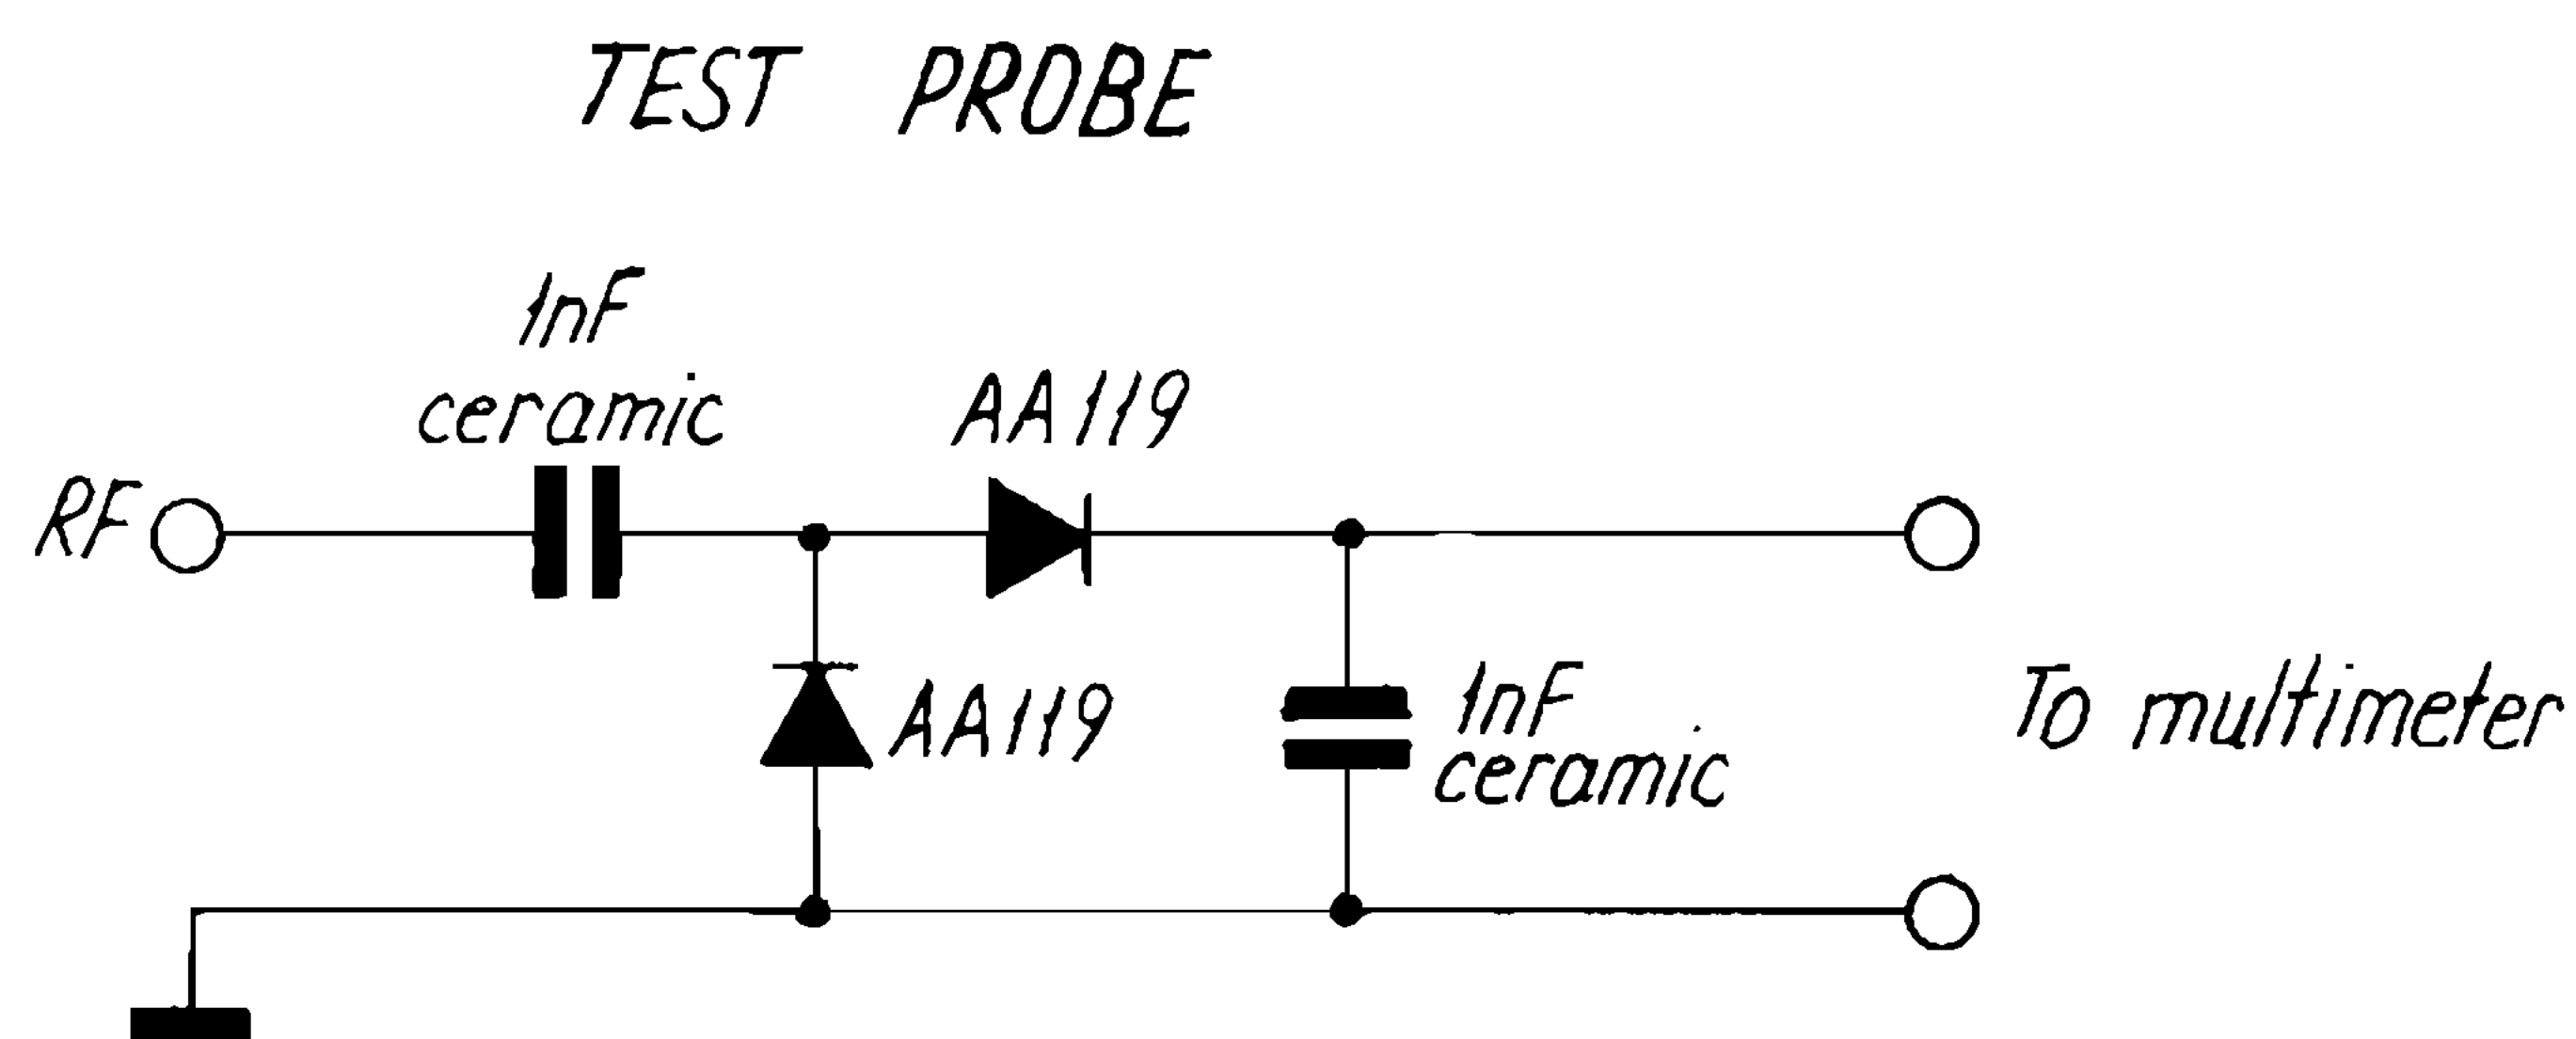 TEST PROBE
1nF
ceramic
AA119
RF
AA119
1nF
ceramic
To multimeter